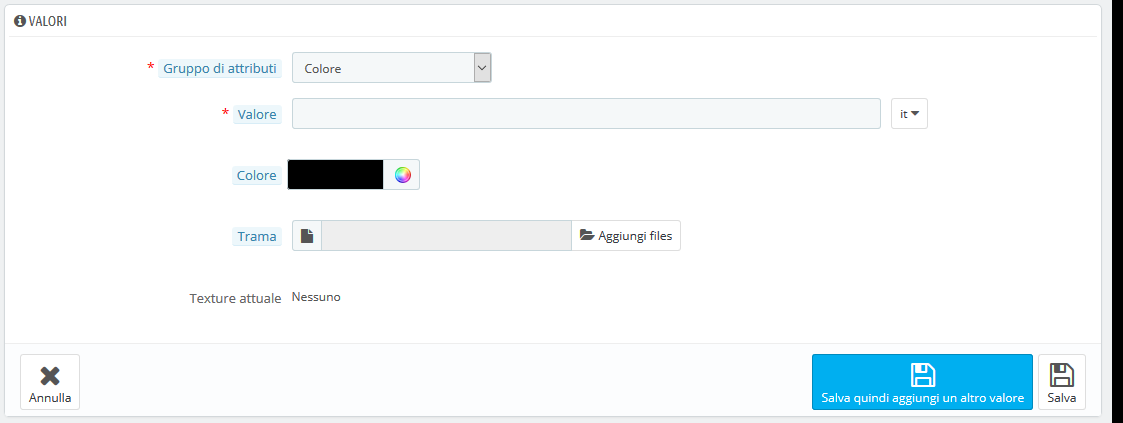 VALORI
* Gruppo di attributi Colore
* Valore it
Colore
Trama Aggiungi files
Texture attuale Nessuno
Annulla Salva quindi aggiungi un altro valore Salva